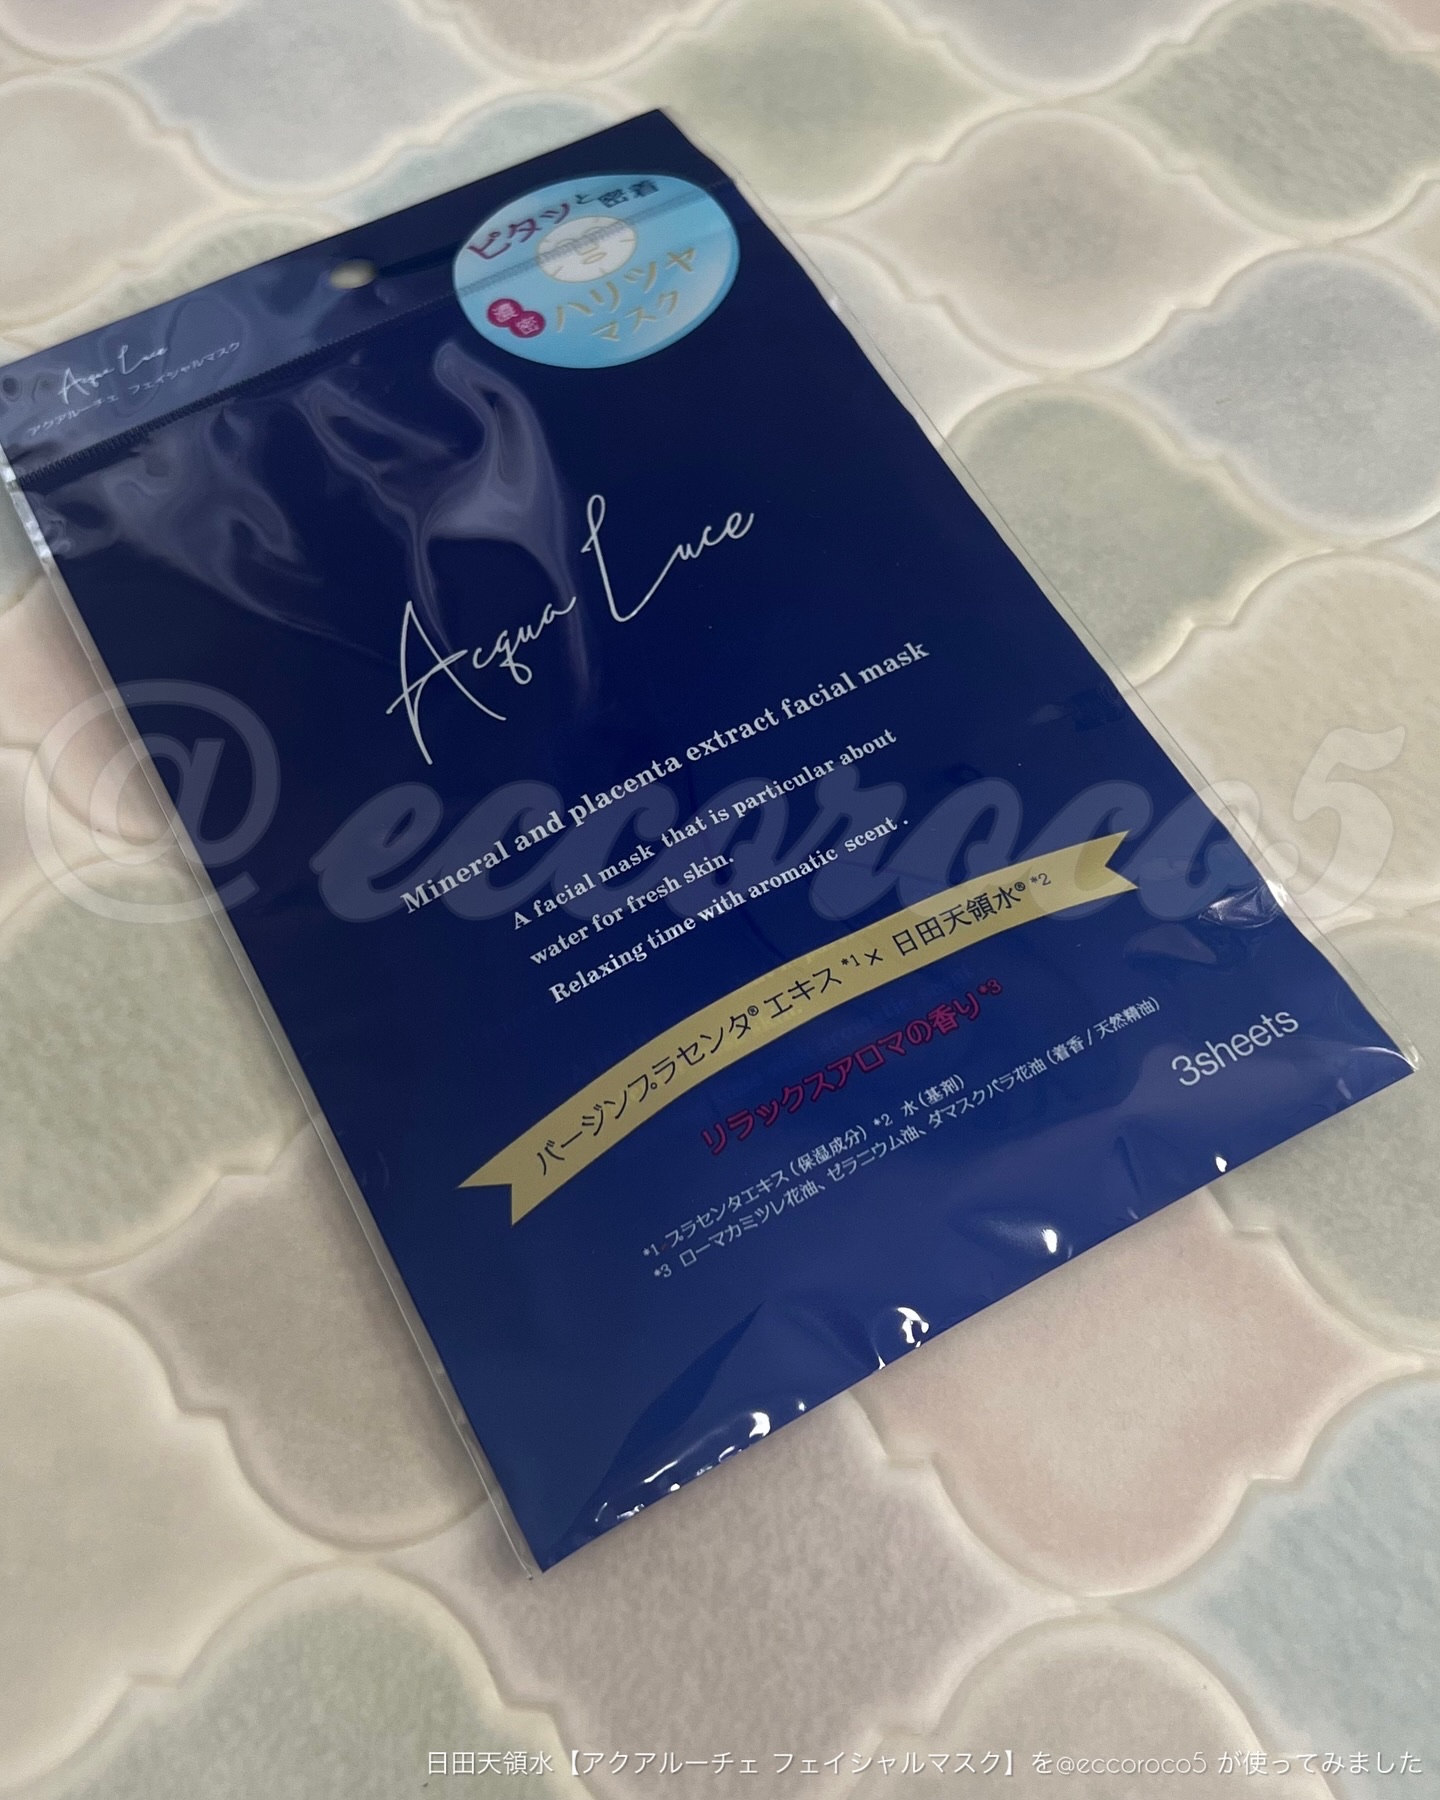 ピタッと密着
濃密
ハリツヤ
マスク
Acqua Luce
アクアルーチェ フェイシャルマスク
Acqua Luce
Mineral and placenta extract facial mask
A facial mask that is particular about
water for fresh skin.
Relaxing time with aromatic scent .
@eccoroco5
バージンプラセンタ®エキス*1× 日田天領水®*2
リラックスアロマの香り*3
3sheets
*1 プラセンタエキス（保湿成分）*2 水（基剤）
*3 ローマカミツレ花油、ゼラニウム油、ダマスクバラ花油（着香 / 天然精油）
日田天領水【アクアルーチェ フェイシャルマスク】を@eccoroco5 が使ってみました